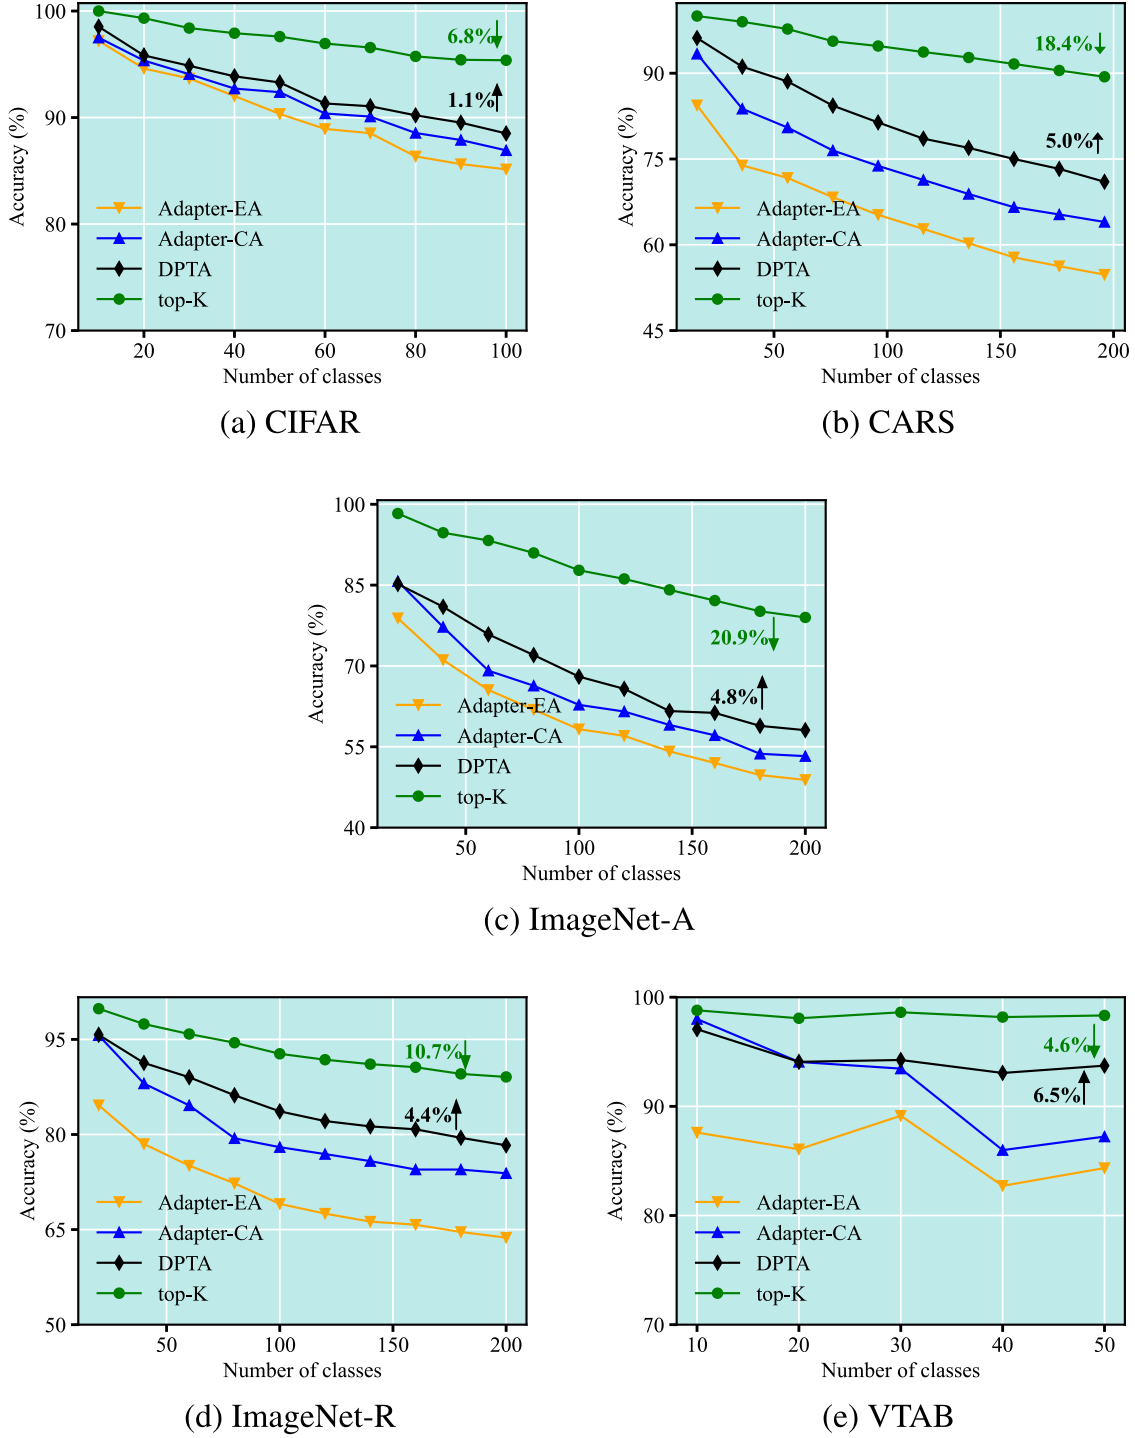 100
90
80
70
Accuracy (%)
6.8%
1.1%
Adapter-EA
Adapter-CA
DPTA
top-K
20 40 60 80 100
Number of classes
(a) CIFAR
90
75
60
45
Accuracy (%)
18.4%
5.0%
Adapter-EA
Adapter-CA
DPTA
top-K
50 100 150 200
Number of classes
(b) CARS
100
85
70
55
40
Accuracy (%)
20.9%
4.8%
Adapter-EA
Adapter-CA
DPTA
top-K
50 100 150 200
Number of classes
(c) ImageNet-A
95
80
65
50
Accuracy (%)
10.7%
4.4%
Adapter-EA
Adapter-CA
DPTA
top-K
50 100 150 200
Number of classes
(d) ImageNet-R
100
90
80
70
Accuracy (%)
4.6%
6.5%
Adapter-EA
Adapter-CA
DPTA
top-K
10 20 30 40 50
Number of classes
(e) VTAB